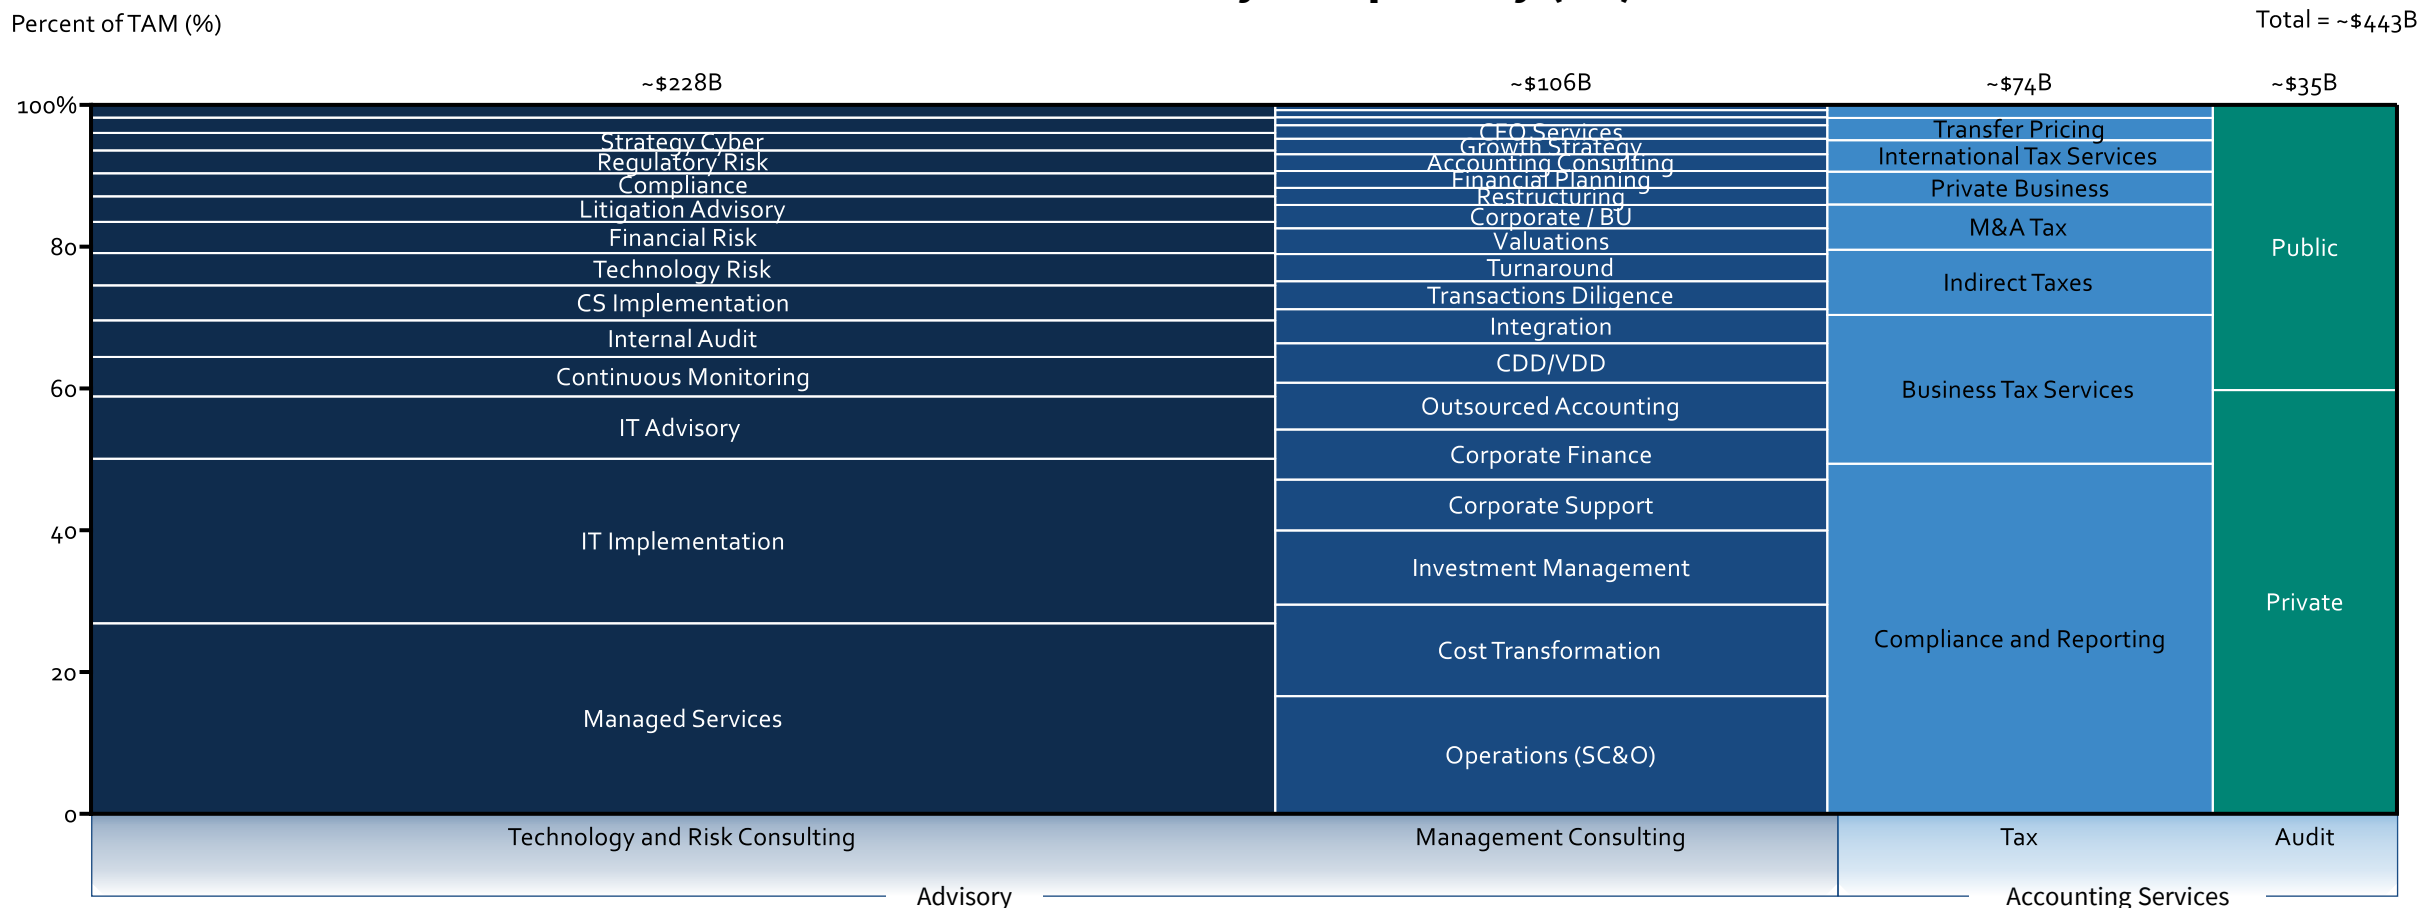 Percent of TAM (%)
Total = ~$443B
~$228B
~$106B
~$74B
~$35B
100%
80
60
40
20
0
Strategy Cyber
Regulatory Risk
Compliance
Litigation Advisory
Financial Risk
Technology Risk
CS Implementation
Internal Audit
Continuous Monitoring
IT Advisory
IT Implementation
Managed Services
CFO Services
Growth Strategy
Accounting Consulting
Financial Planning
Restructuring
Corporate / BU
Valuations
Turnaround
Transactions Diligence
Integration
CDD/VDD
Outsourced Accounting
Corporate Finance
Corporate Support
Investment Management
Cost Transformation
Operations (SC&O)
Transfer Pricing
International Tax Services
Private Business
M&A Tax
Indirect Taxes
Business Tax Services
Compliance and Reporting
Public
Private
Technology and Risk Consulting
Management Consulting
Tax
Audit
Advisory
Accounting Services